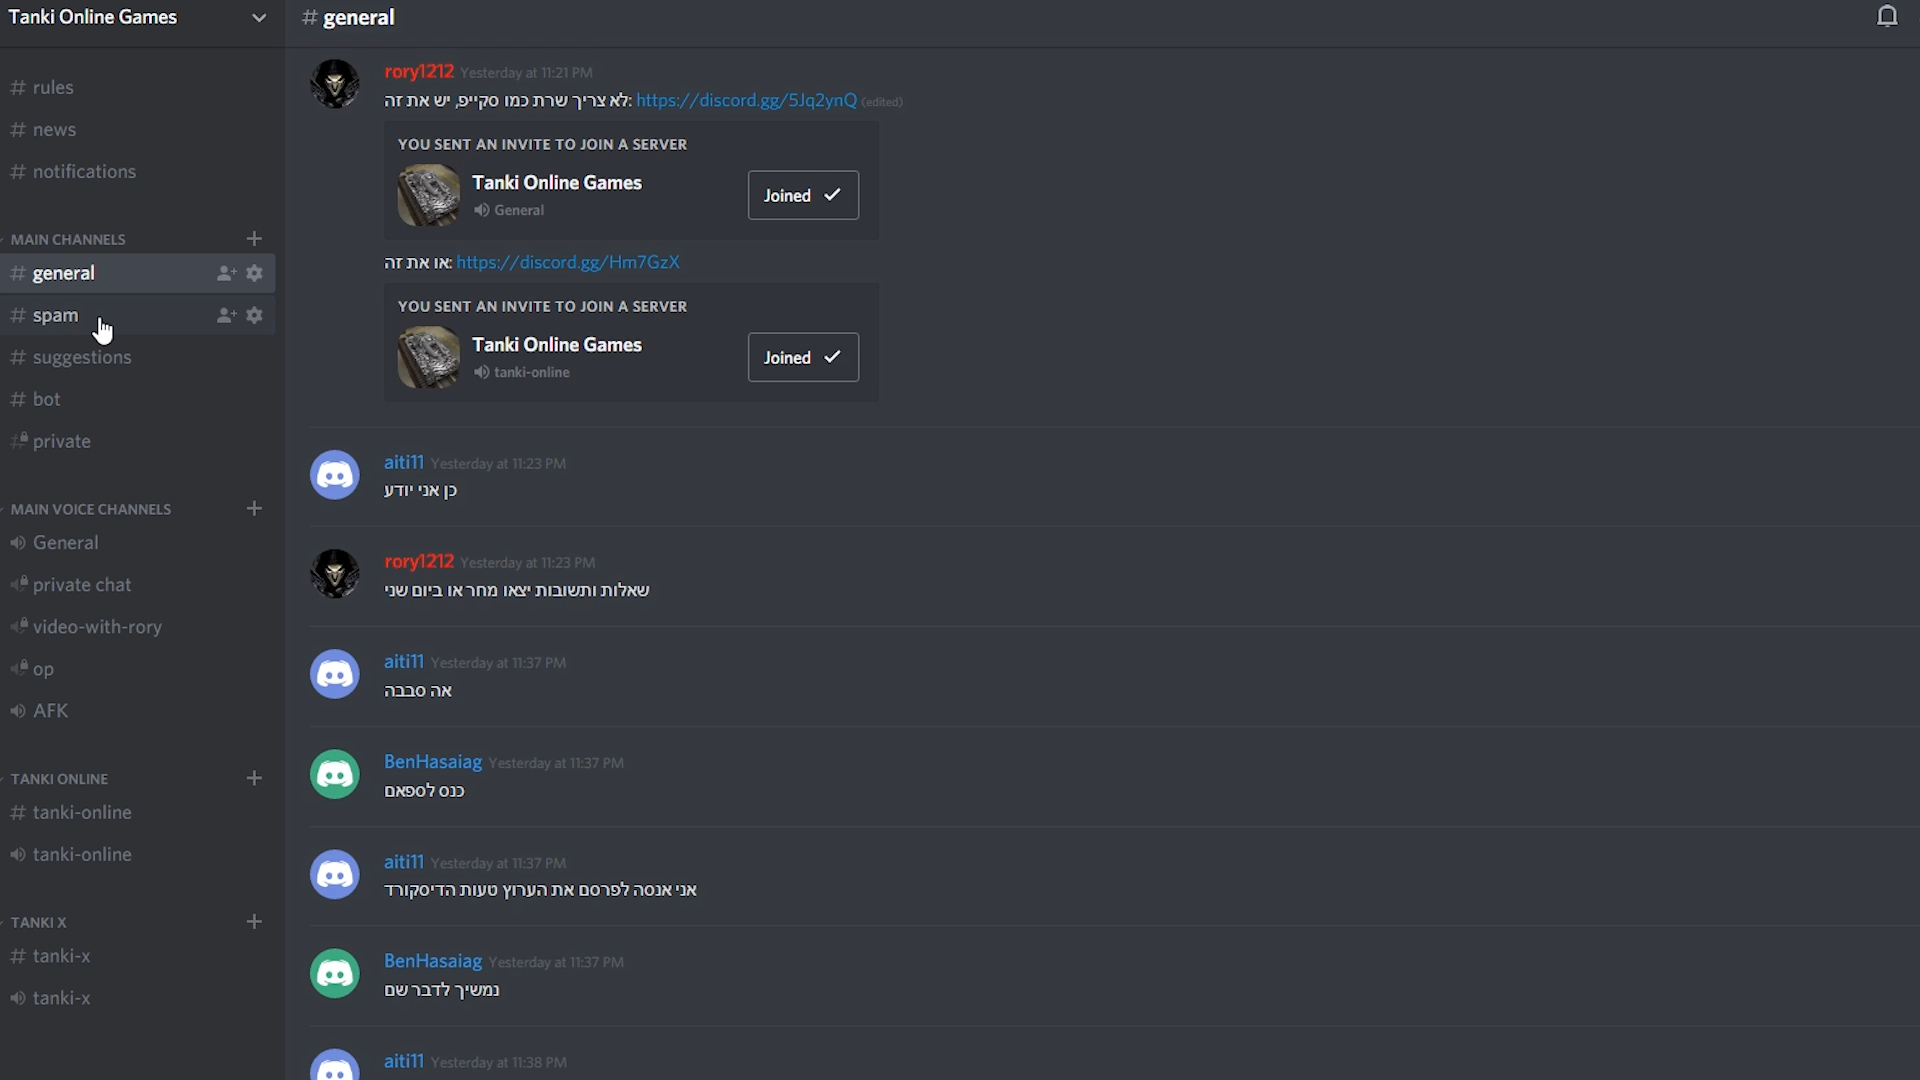 Tanki Online Games
# rules
# news
# notifications
MAIN CHANNELS
# general
# spam
# suggestions
# bot
private
MAIN VOICE CHANNELS
General
private chat
video-with-rory
op
AFK
TANKI ONLINE
# tanki-online
tanki-online
TANKI X
# tanki-x
tanki-x
# general
rory1212 Yesterday at 11:21 PM
לא צריך שרת כמו סקייפ, יש את זה: https://discord.gg/5Jq2ynQ (edited)
YOU SENT AN INVITE TO JOIN A SERVER
Tanki Online Games
General
Joined
או את זה: https://discord.gg/Hm7GzX
YOU SENT AN INVITE TO JOIN A SERVER
Tanki Online Games
tanki-online
Joined
aiti11 Yesterday at 11:23 PM
כן אני יודע
rory1212 Yesterday at 11:23 PM
שאלות ותשובות יצאו מחר או ביום שני
aiti11 Yesterday at 11:37 PM
אה סבבה
BenHasaiag Yesterday at 11:37 PM
כנס לספאם
aiti11 Yesterday at 11:37 PM
אני אנסה לפרסם את הערוץ טעות הדיסקורד
BenHasaiag Yesterday at 11:37 PM
נמשיך לדבר שם
aiti11 Yesterday at 11:38 PM